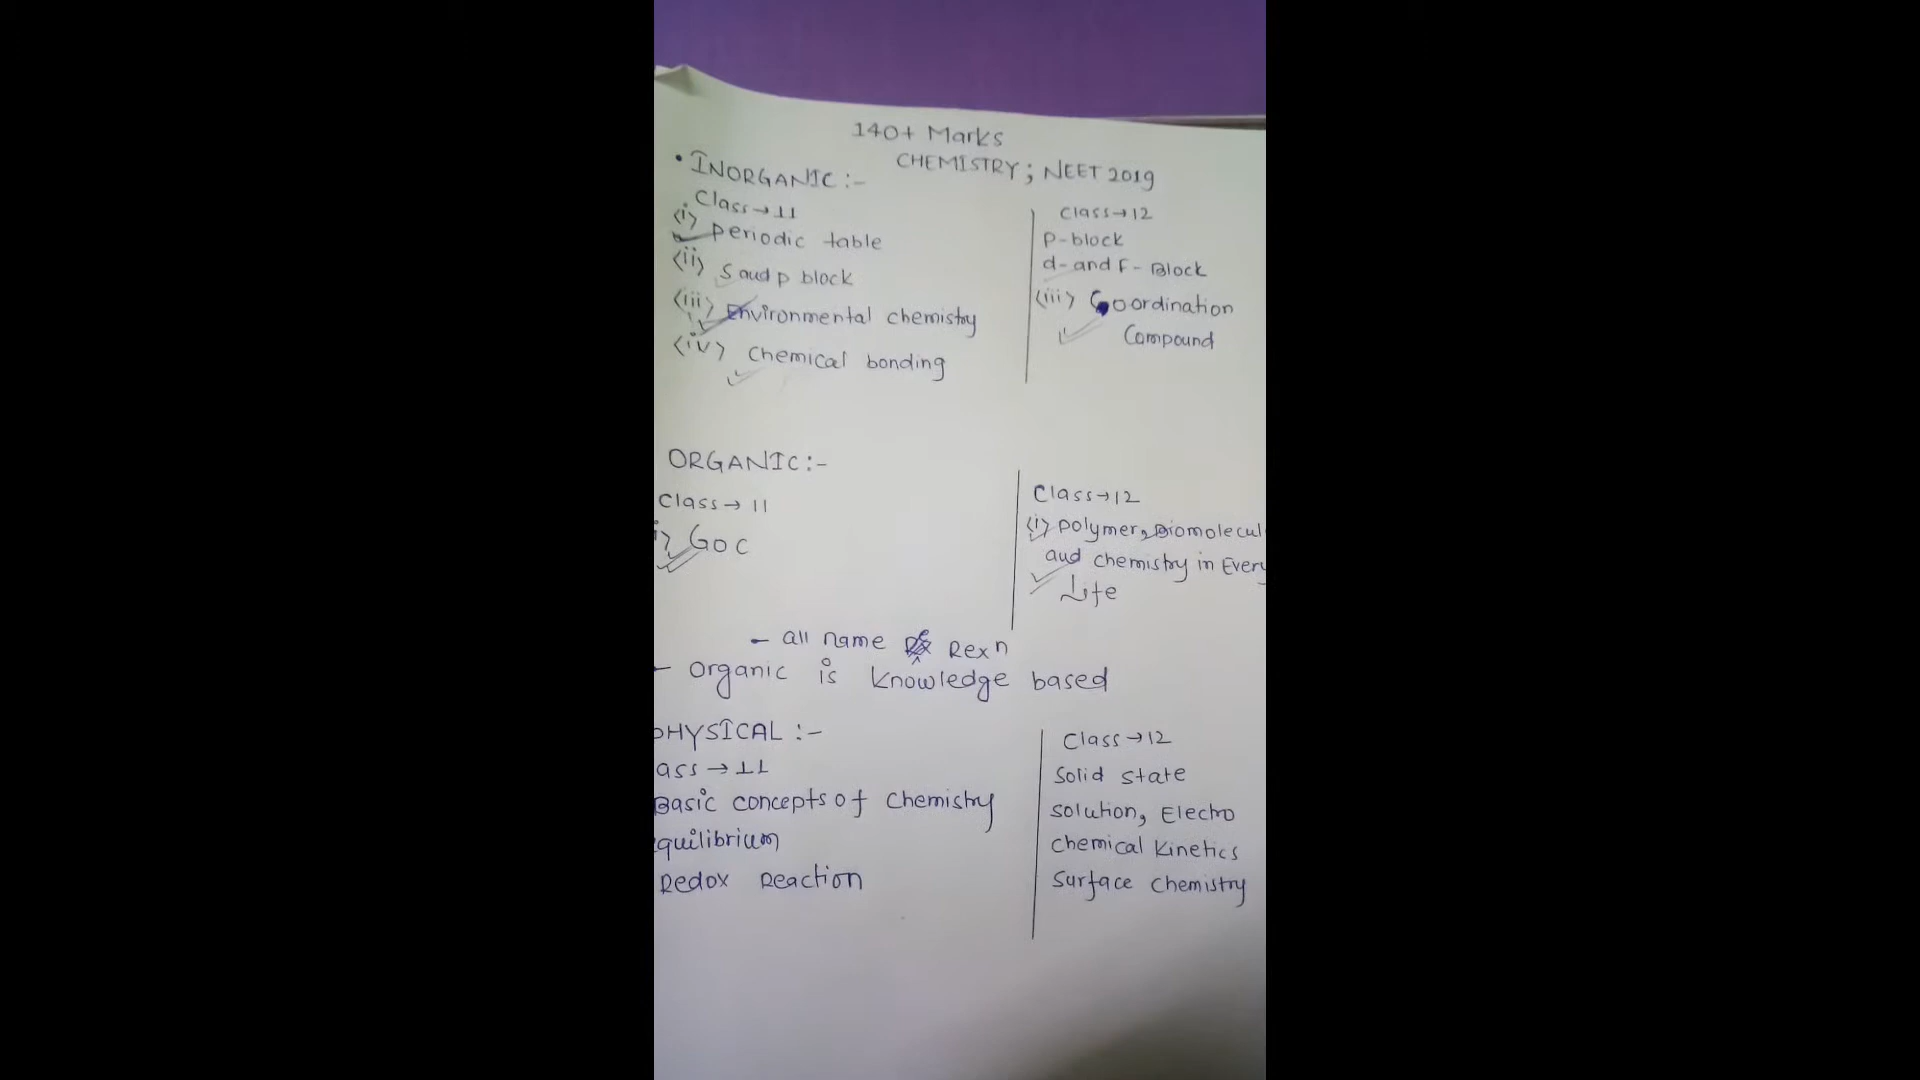 140+ Marks
CHEMISTRY; NEET 2019
• INORGANIC :-
Class → 11
(i) Periodic table
(ii) S and p block
(iii) Environmental chemistry
(iv) Chemical bonding
Class → 12
P-block
d- and F- Block
(iii) Coordination
Compound
ORGANIC :-
Class → 11
i) GOC
Class → 12
(i) Polymer, Biomolecul
and chemistry in Every
Life
- all name Rexn
- Organic is knowledge based
PHYSICAL :-
ass → 11
Basic concepts of Chemistry
equilibrium
Redox Reaction
Class → 12
Solid state
Solution, Electro
Chemical Kinetics
Surface Chemistry